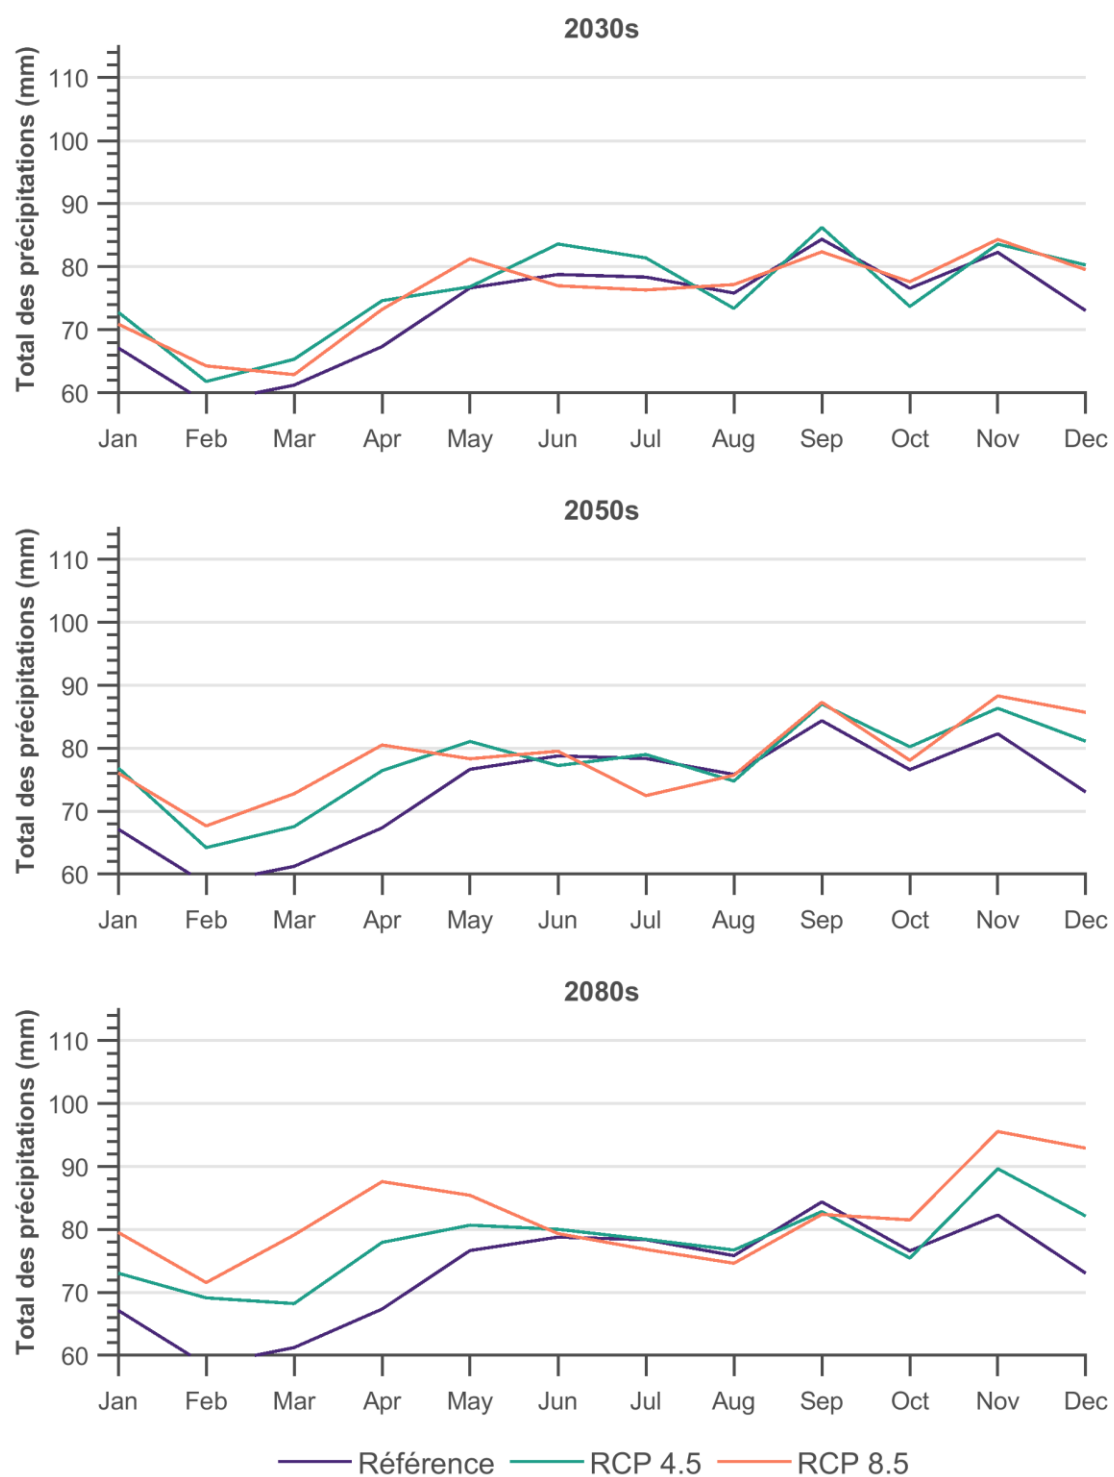 2030s
Total des précipitations (mm)
110
100
90
80
70
60
Jan Feb Mar Apr May Jun Jul Aug Sep Oct Nov Dec
2050s
Total des précipitations (mm)
110
100
90
80
70
60
Jan Feb Mar Apr May Jun Jul Aug Sep Oct Nov Dec
2080s
Total des précipitations (mm)
110
100
90
80
70
60
Jan Feb Mar Apr May Jun Jul Aug Sep Oct Nov Dec
Référence RCP 4.5 RCP 8.5